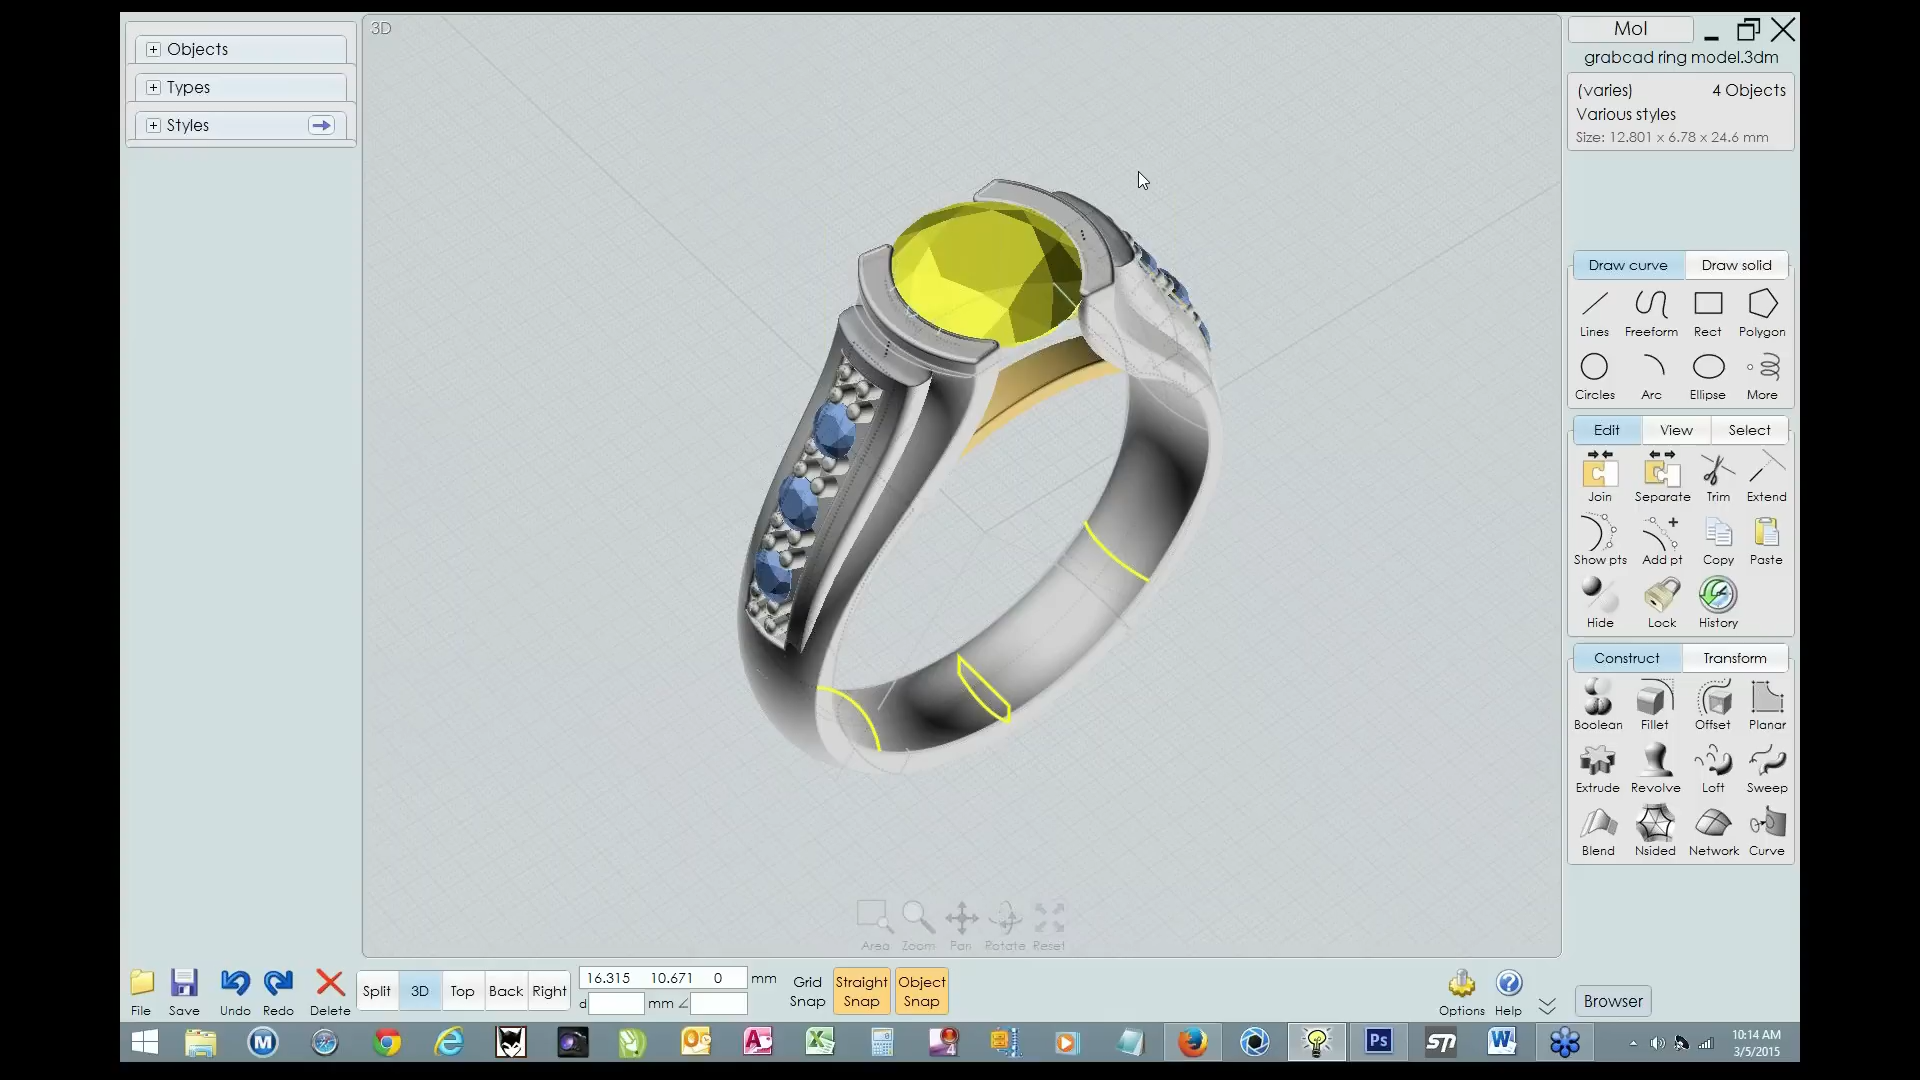 Objects
Types
Styles
3D
MoI
grabcad ring model.3dm
(varies) 4 Objects
Various styles
Size: 12.801 x 6.78 x 24.6 mm
Draw curve Draw solid
Lines Freeform Rect Polygon
Circles Arc Ellipse More
Edit View Select
Join Separate Trim Extend
Show pts Add pt Copy Paste
Hide Lock History
Construct Transform
Boolean Fillet Offset Planar
Extrude Revolve Loft Sweep
Blend Nsided Network Curve
Area Zoom Pan Rotate Reset
File Save Undo Redo Delete
Split 3D Top Back Right
16.315 10.671 0 mm
d mm
Grid Snap
Straight Snap
Object Snap
Options Help
Browser
M
4
Ps
SP
W
10:14 AM
3/5/2015